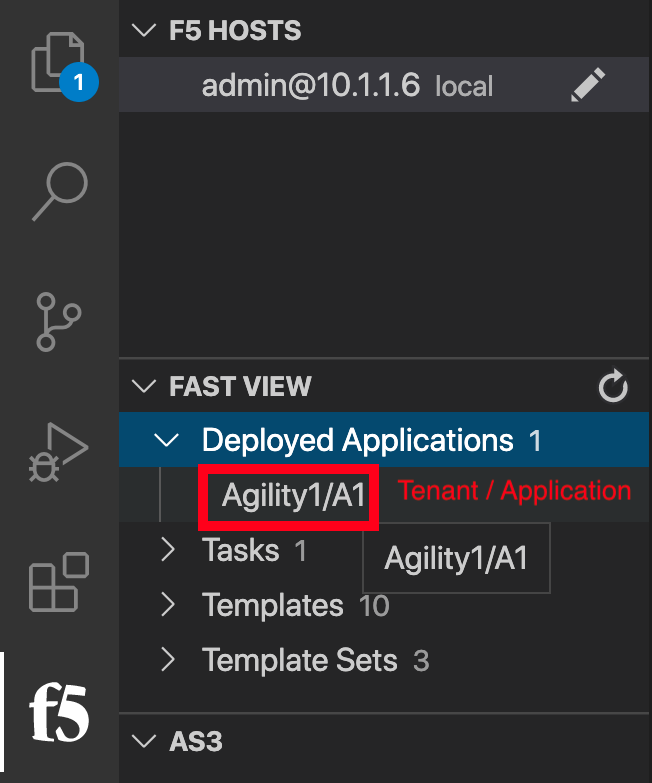 F5 HOSTS
1
admin@10.1.1.6 local
FAST VIEW
Deployed Applications 1
Agility1/A1 Tenant / Application
Tasks 1
Agility1/A1
Templates 10
Template Sets 3
f5
AS3